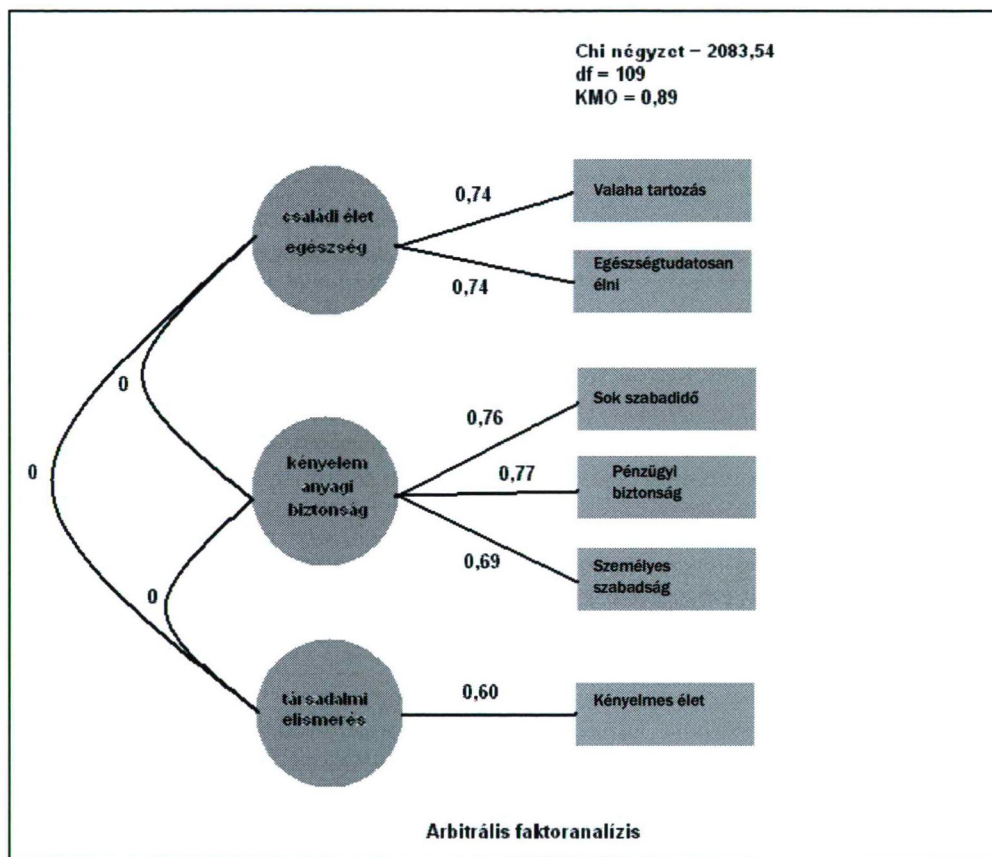 Chi négyzet – 2083,54
df = 109
KMO = 0,89
családi élet
egészség
0,74
Valaha tartozás
0,74
Egészségtudatosan
élni
0
0
kényelem
anyagi
biztonság
0,76
Sok szabadidő
0,77
Pénzügyi
biztonság
0,69
Személyes
szabadság
0
társadalmi
elismerés
0,60
Kényelmes élet
Arbitrális faktoranalízis